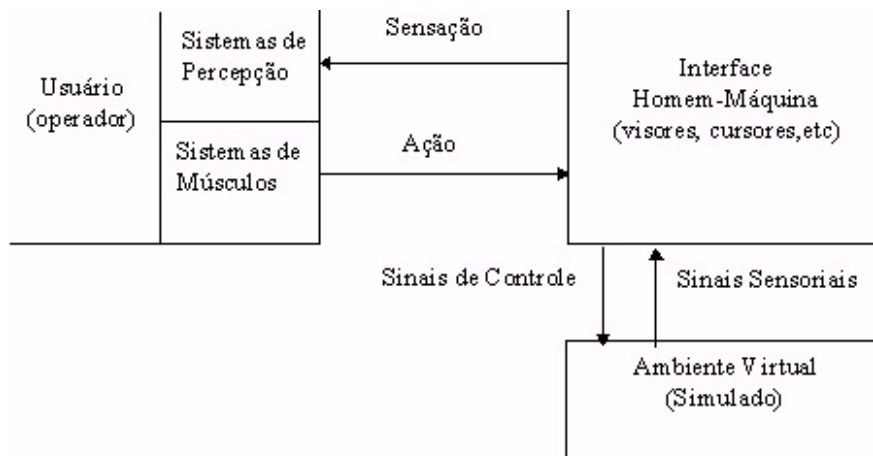 Usuário
(operador)
Sistemas de
Percepção
Sistemas de
Músculos
Sensação
Ação
Interface
Homem-Máquina
(visores, cursores,etc)
Sinais de Controle
Sinais Sensoriais
Ambiente Virtual
(Simulado)